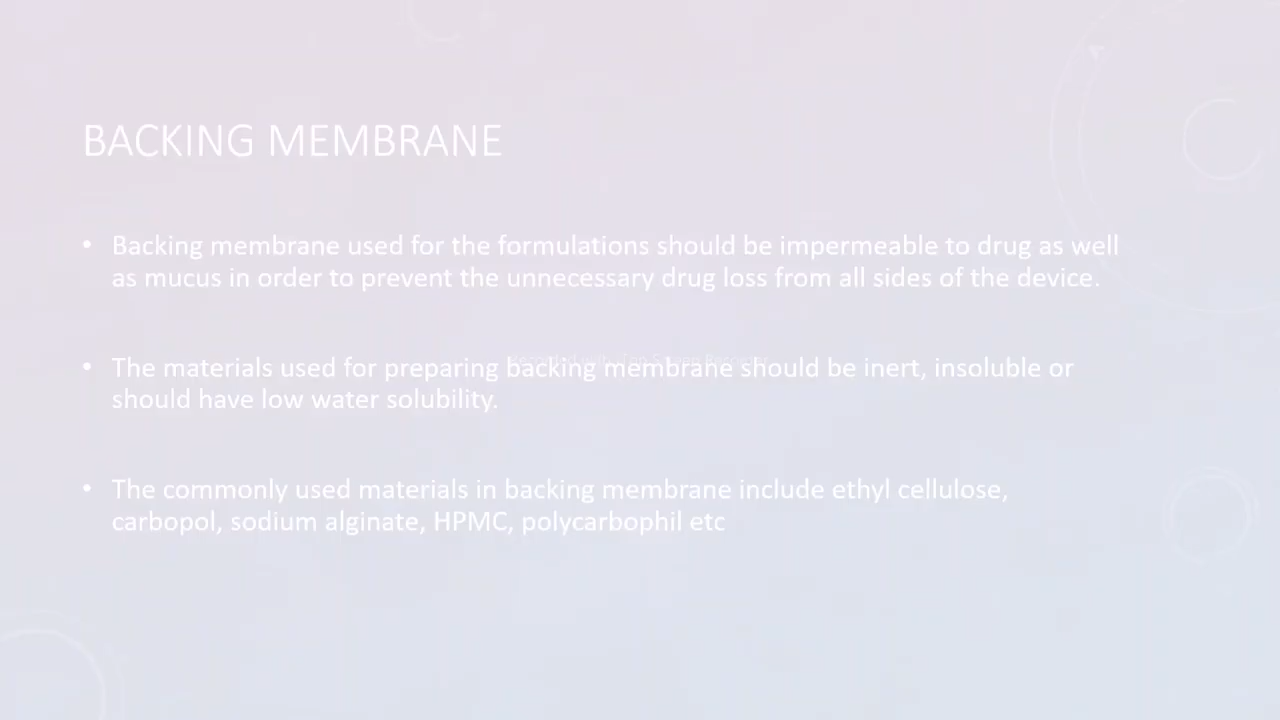 BACKING MEMBRANE
• Backing membrane used for the formulations should be impermeable to drug as well
as mucus in order to prevent the unnecessary drug loss from all sides of the device.
• The materials used for preparing backing membrane should be inert, insoluble or
should have low water solubility.
• The commonly used materials in backing membrane include ethyl cellulose,
carbopol, sodium alginate, HPMC, polycarbophil etc